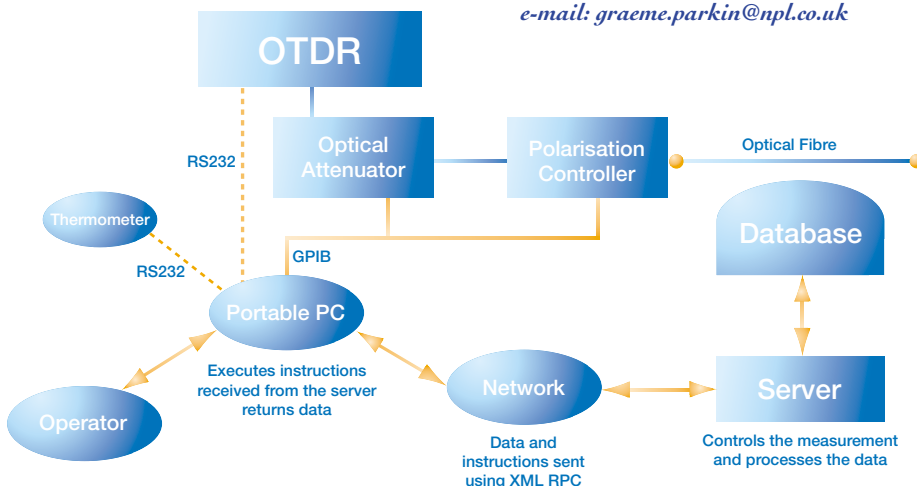 e-mail: graeme.parkin@npl.co.uk
OTDR
RS232
Optical
Attenuator
Polarisation
Controller
Optical Fibre
Thermometer
RS232
GPIB
Database
Portable PC
Executes instructions
received from the server
returns data
Operator
Network
Data and
instructions sent
using XML RPC
Server
Controls the measurement
and processes the data